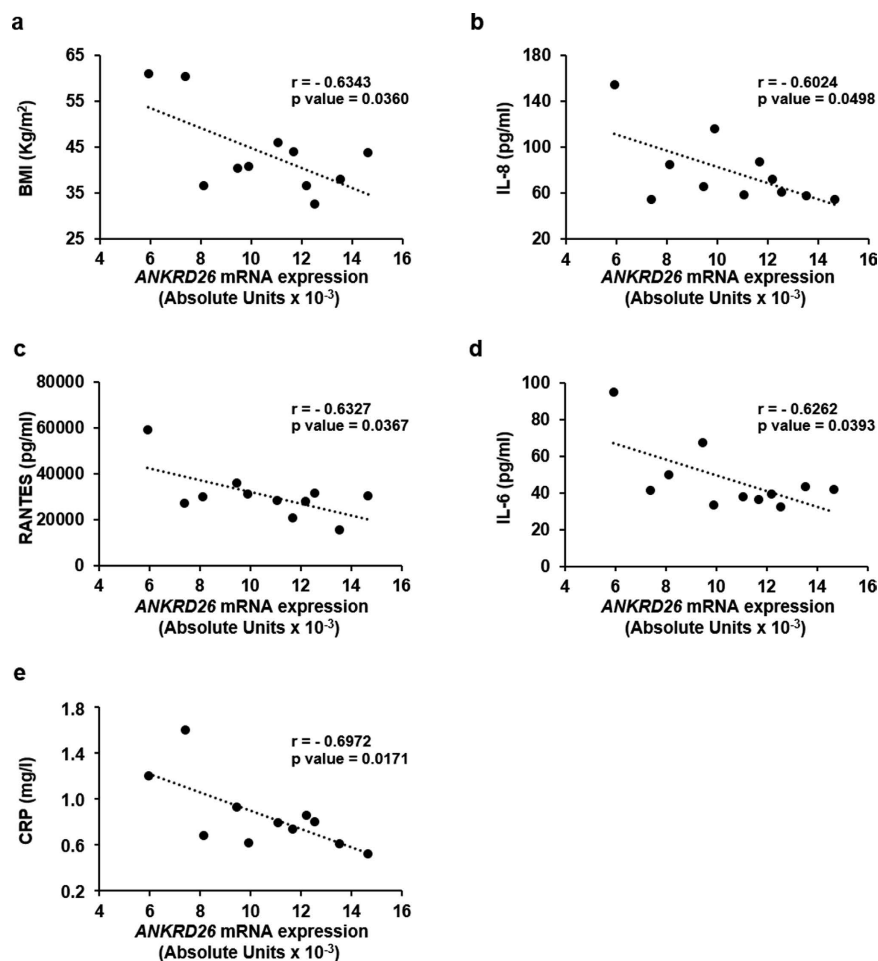 a
65
55
45
35
25
BMI (Kg/m²)
r = - 0.6343
p value = 0.0360
4 6 8 10 12 14 16
ANKRD26 mRNA expression
(Absolute Units x 10⁻³)
b
180
140
100
60
20
IL-8 (pg/ml)
r = - 0.6024
p value = 0.0498
4 6 8 10 12 14 16
ANKRD26 mRNA expression
(Absolute Units x 10⁻³)
c
80000
60000
40000
20000
0
RANTES (pg/ml)
r = - 0.6327
p value = 0.0367
4 6 8 10 12 14 16
ANKRD26 mRNA expression
(Absolute Units x 10⁻³)
d
100
80
60
40
20
0
IL-6 (pg/ml)
r = - 0.6262
p value = 0.0393
4 6 8 10 12 14 16
ANKRD26 mRNA expression
(Absolute Units x 10⁻³)
e
1.8
1.4
1.0
0.6
0.2
CRP (mg/l)
r = - 0.6972
p value = 0.0171
4 6 8 10 12 14 16
ANKRD26 mRNA expression
(Absolute Units x 10⁻³)